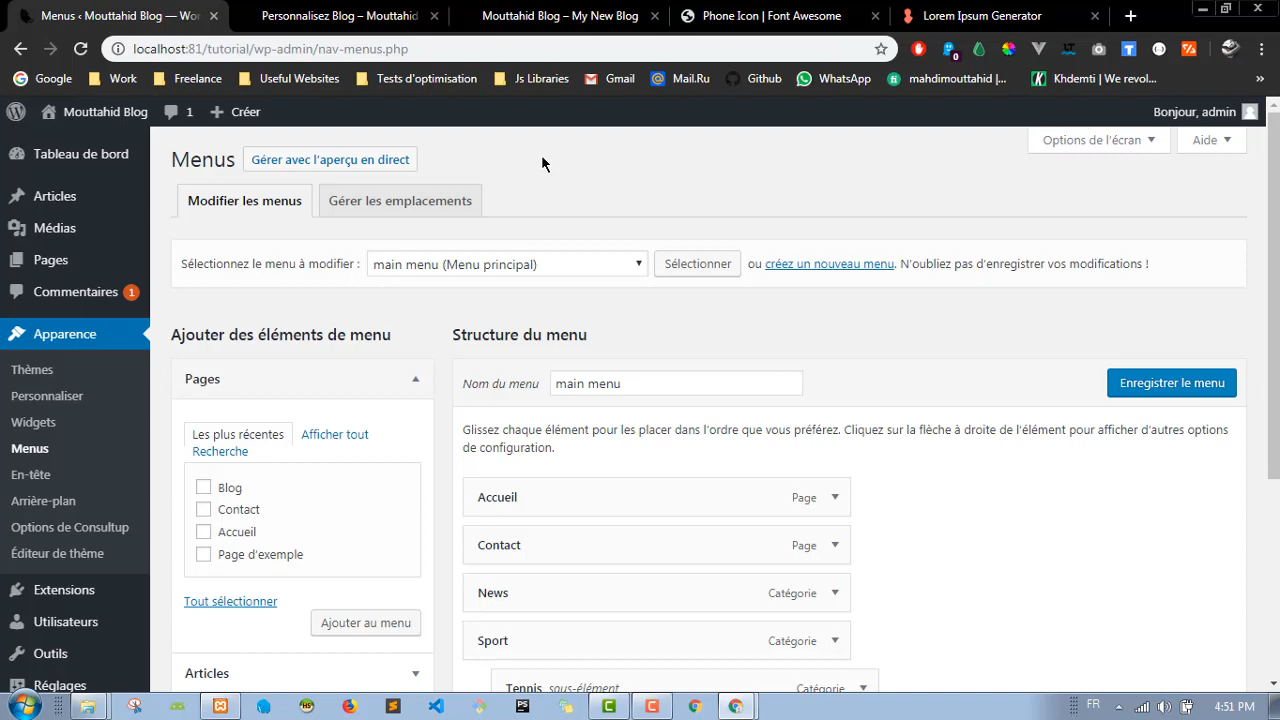 Menus ‹ Mouttahid Blog — Wor
Personnalisez Blog – Mouttahid
Mouttahid Blog – My New Blog
Phone Icon | Font Awesome
Lorem Ipsum Generator
localhost:81/tutorial/wp-admin/nav-menus.php
Google
Work
Freelance
Useful Websites
Tests d'optimisation
Js Libraries
Gmail
Mail.Ru
Github
WhatsApp
mahdimouttahid |...
Khdemti | We revol...
Mouttahid Blog
1
Créer
Bonjour, admin
Tableau de bord
Articles
Médias
Pages
Commentaires 1
Apparence
Thèmes
Personnaliser
Widgets
Menus
En-tête
Arrière-plan
Options de Consultup
Éditeur de thème
Extensions
Utilisateurs
Outils
Réglages
Options de l'écran
Aide
Menus
Gérer avec l'aperçu en direct
Modifier les menus
Gérer les emplacements
Sélectionnez le menu à modifier : main menu (Menu principal) Sélectionner ou créez un nouveau menu. N'oubliez pas d'enregistrer vos modifications !
Ajouter des éléments de menu
Pages
Les plus récentes
Afficher tout
Recherche
Blog
Contact
Accueil
Page d'exemple
Tout sélectionner
Ajouter au menu
Articles
Structure du menu
Nom du menu main menu
Enregistrer le menu
Glissez chaque élément pour les placer dans l'ordre que vous préférez. Cliquez sur la flèche à droite de l'élément pour afficher d'autres options
de configuration.
Accueil Page
Contact Page
News Catégorie
Sport Catégorie
Tennis sous-élément Catégorie
FR
4:51 PM